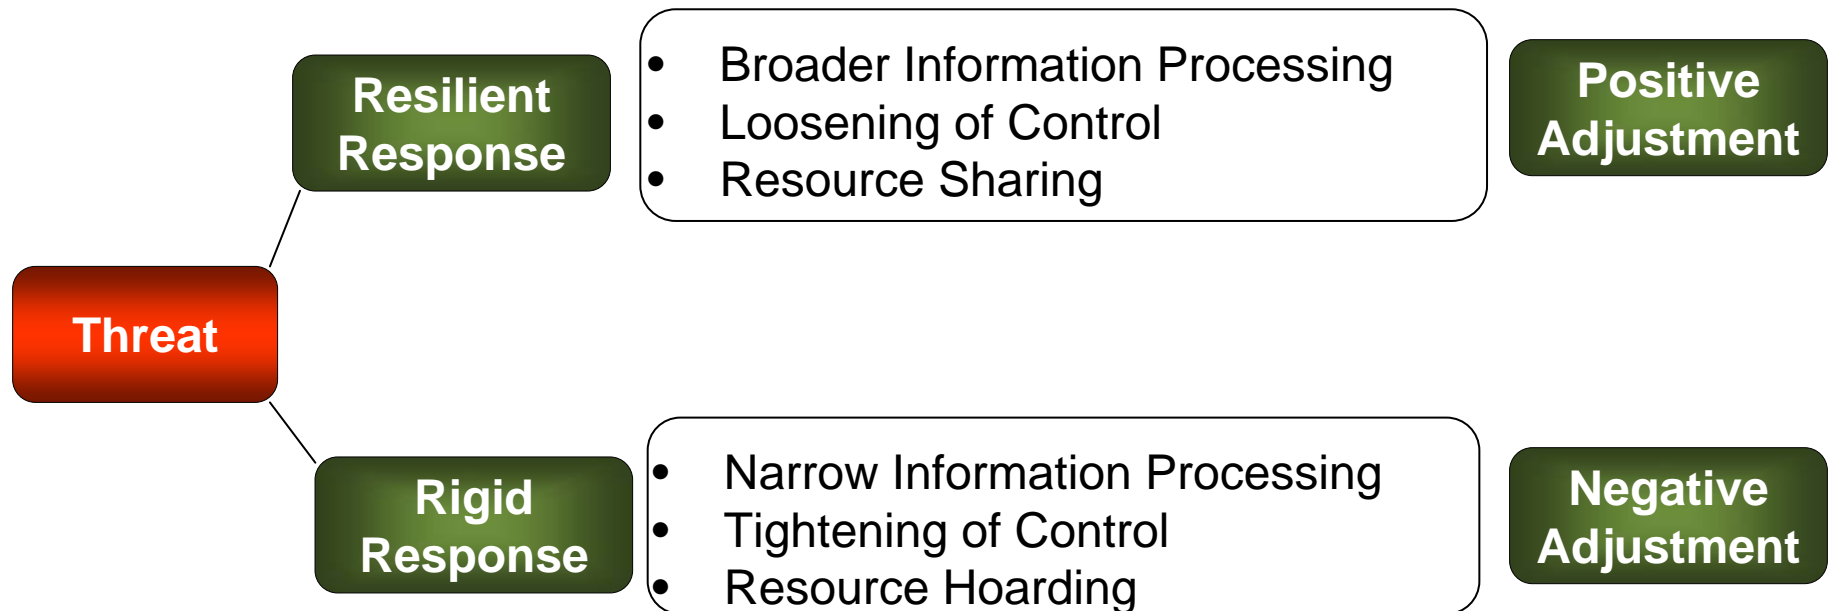 Resilient
Response
• Broader Information Processing
• Loosening of Control
• Resource Sharing
Positive
Adjustment
Threat
Rigid
Response
• Narrow Information Processing
• Tightening of Control
• Resource Hoarding
Negative
Adjustment